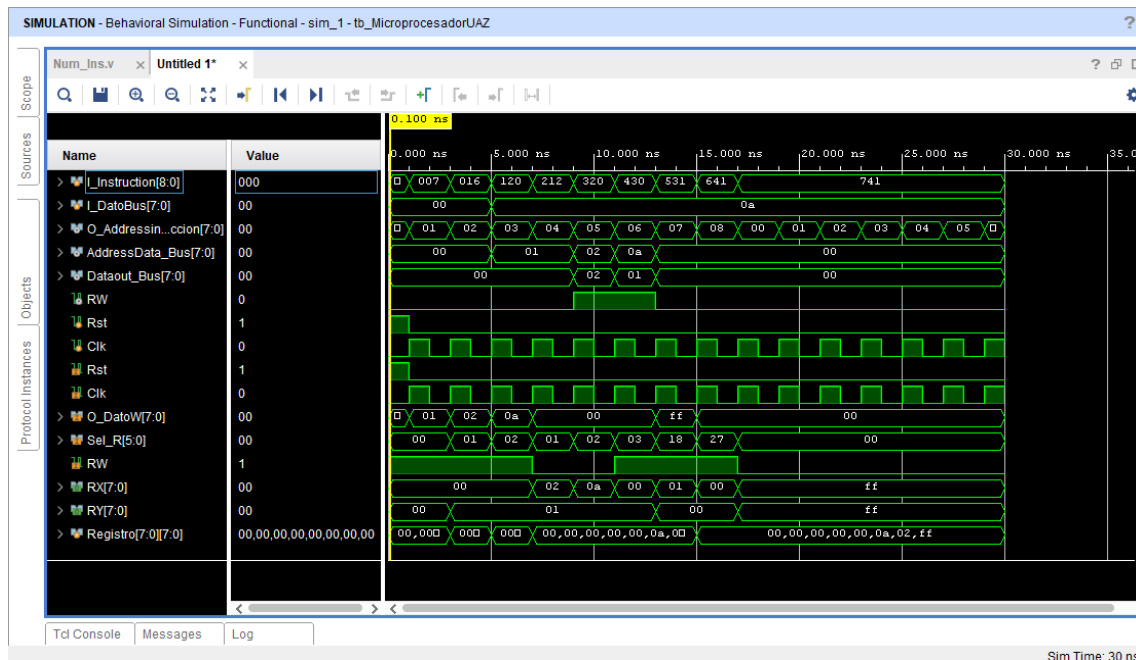 SIMULATION - Behavioral Simulation - Functional - sim_1 - tb_MicroprocesadorUAZ ?
Scope
Sources
Objects
Protocol Instances
Num_Ins.v × Untitled 1* × ?
0.100 ns
Name Value 0.000 ns 5.000 ns 10.000 ns 15.000 ns 20.000 ns 25.000 ns 30.000 ns 35.0
I_Instruction[8:0] 000 007 016 120 212 320 430 531 641 741
I_DatoBus[7:0] 00 00 0a
O_Addressin...ccion[7:0] 00 01 02 03 04 05 06 07 08 00 01 02 03 04 05
AddressData_Bus[7:0] 00 00 01 02 0a 00
Dataout_Bus[7:0] 00 00 02 01 00
RW 0
Rst 1
Clk 0
Rst 1
Clk 0
O_DatoW[7:0] 00 01 02 0a 00 ff 00
Sel_R[5:0] 00 00 01 02 01 02 03 18 27 00
RW 1
RX[7:0] 00 00 02 0a 00 01 00 ff
RY[7:0] 00 00 01 00 ff
Registro[7:0][7:0] 00,00,00,00,00,00,00,00 00,00 00 00 00,00,00,00,00,0a,0 00,00,00,00,00,0a,02,ff
Tcl Console Messages Log
Sim Time: 30 ns